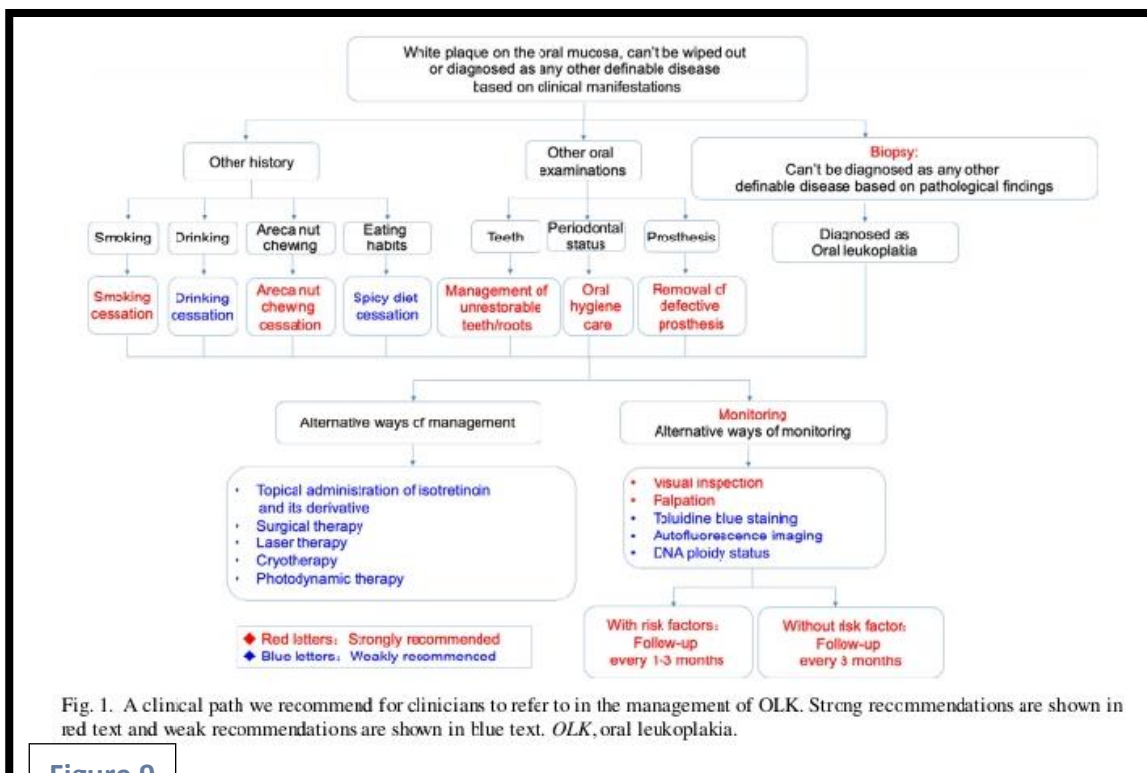 White plaque on the oral mucosa, can't be wiped out
or diagnosed as any other definable disease
based on clinical manifestations
Other history
Other oral
examinations
Biopsy:
Can't be diagnosed as any other
definable disease based on pathological findings
Smoking
Drinking
Areca nut
chewing
Eating
habits
Teeth
Periodontal
status
Prosthesis
Diagnosed as
Oral leukoplakia
Smoking
cessation
Drinking
cessation
Areca nut
chewing
cessation
Spicy diet
cessation
Management of
unrestorable
teeth/roots
Oral
hygiene
care
Removal of
defective
prosthesis
Alternative ways of management
Monitoring
Alternative ways of monitoring
• Topical administration of isotretinoin
and its derivative
• Surgical therapy
• Laser therapy
• Cryotherapy
• Photodynamic therapy
• Visual inspection
• Palpation
• Toluidine blue staining
• Autofluorescence imaging
• DNA ploidy status
With risk factors:
Follow-up
every 1-3 months
Without risk factor:
Follow-up
every 3 months
◆ Red letters: Strongly recommended
◆ Blue letters: Weakly recommenced
Fig. 1. A clinical path we recommend for clinicians to refer to in the management of OLK. Strong recommendations are shown in
red text and weak recommendations are shown in blue text. OLK, oral leukoplakia.
Figure 9